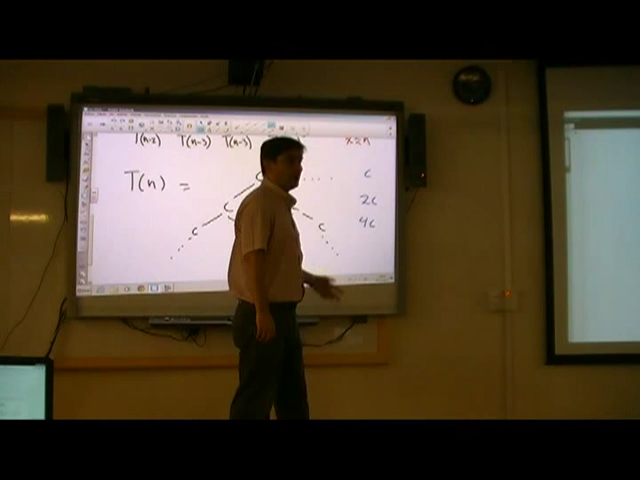 T(n-2) T(n-3) T(n-3)
T(n) = C ..... C
C 2C
C C 4C